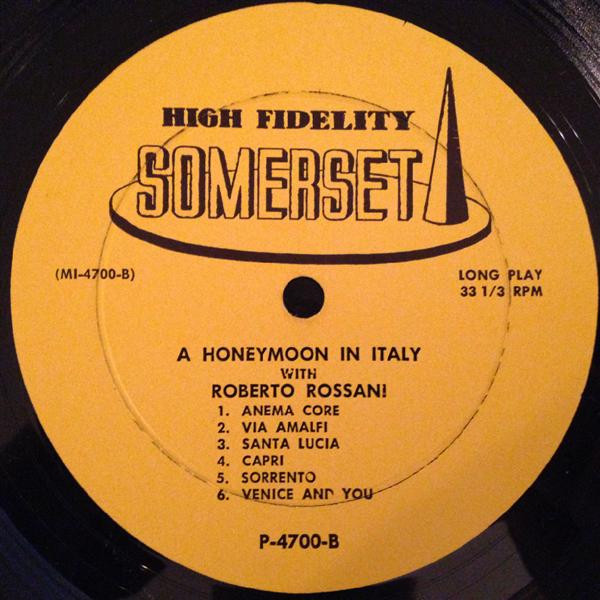 HIGH FIDELITY
SOMERSET
(MI-4700-B)
LONG PLAY
33 1/3 RPM
A HONEYMOON IN ITALY
WITH
ROBERTO ROSSANI
1. ANEMA CORE
2. VIA AMALFI
3. SANTA LUCIA
4. CAPRI
5. SORRENTO
6. VENICE AND YOU
P-4700-B